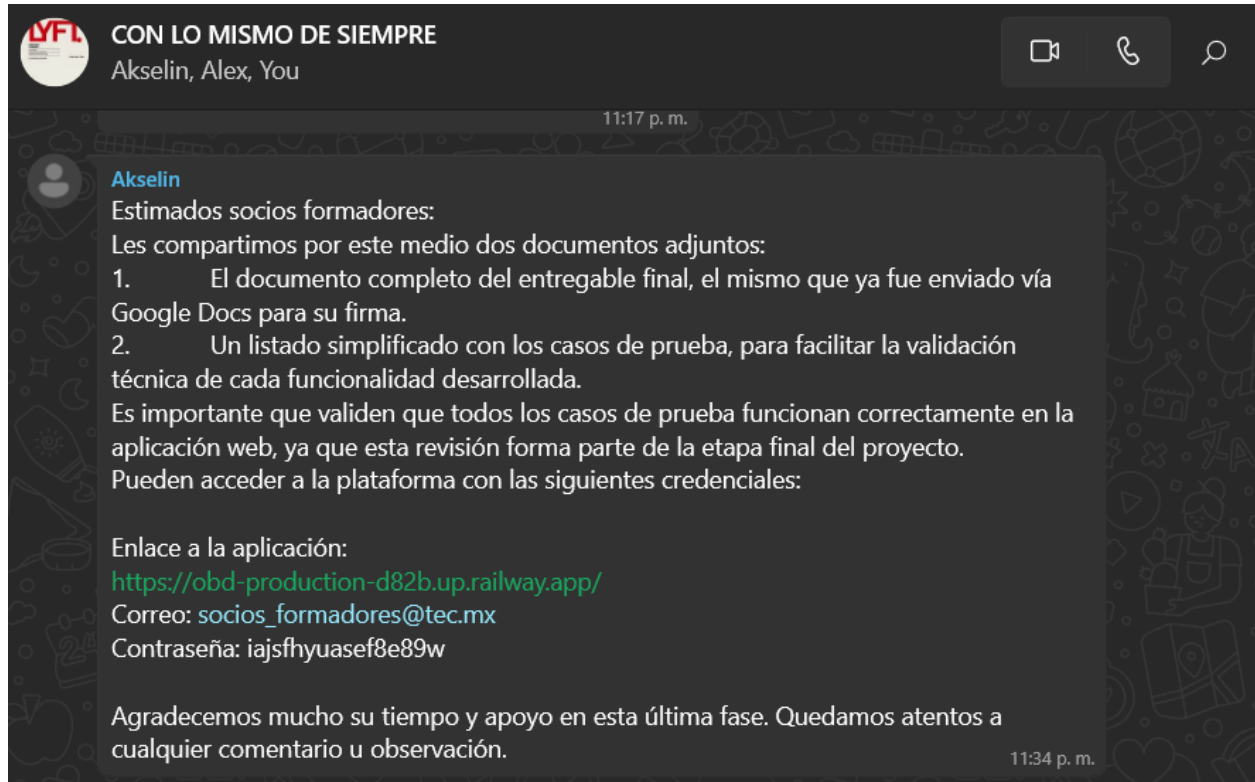 LYFL
CON LO MISMO DE SIEMPRE
Akselin, Alex, You
11:17 p. m.
Akselin
Estimados socios formadores:
Les compartimos por este medio dos documentos adjuntos:
1. El documento completo del entregable final, el mismo que ya fue enviado vía
Google Docs para su firma.
2. Un listado simplificado con los casos de prueba, para facilitar la validación
técnica de cada funcionalidad desarrollada.
Es importante que validen que todos los casos de prueba funcionan correctamente en la
aplicación web, ya que esta revisión forma parte de la etapa final del proyecto.
Pueden acceder a la plataforma con las siguientes credenciales:
Enlace a la aplicación:
https://obd-production-d82b.up.railway.app/
Correo: socios_formadores@tec.mx
Contraseña: iajsfhyuasef8e89w
Agradecemos mucho su tiempo y apoyo en esta última fase. Quedamos atentos a
cualquier comentario u observación.
11:34 p. m.